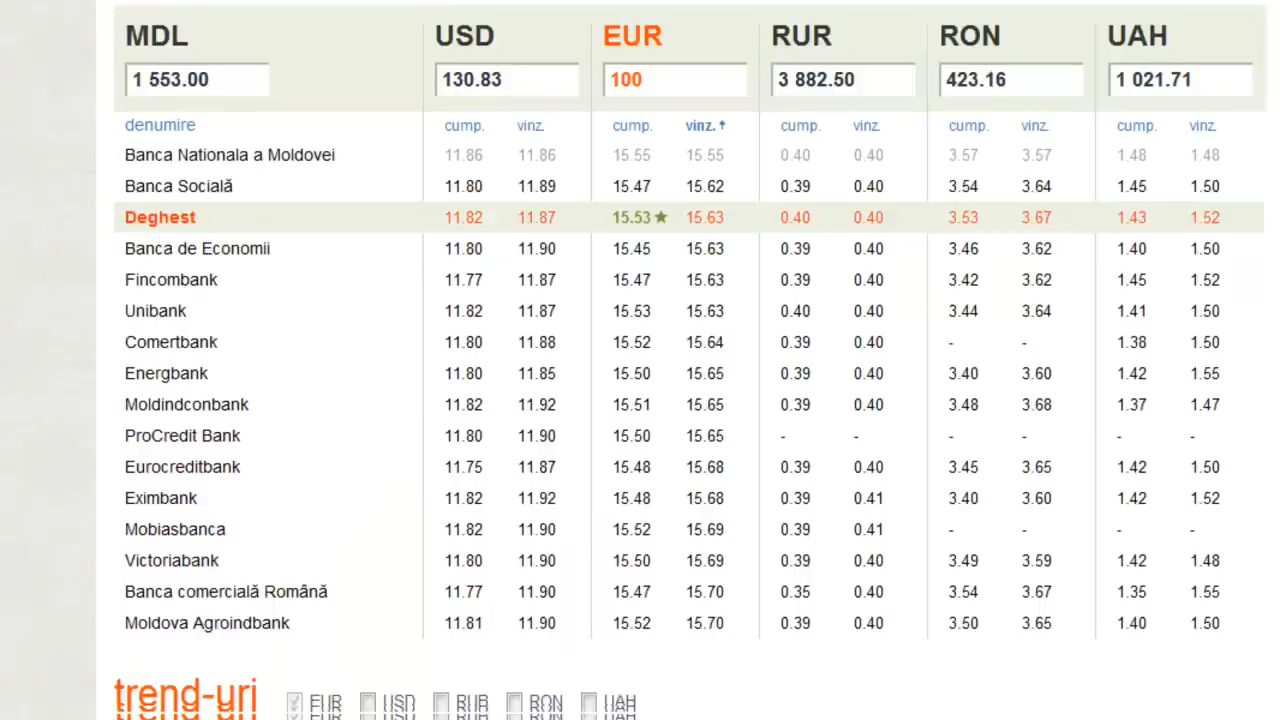 MDL USD EUR RUR RON UAH
1 553.00 130.83 100 3 882.50 423.16 1 021.71
denumire cump. vinz. cump. vinz. ↑ cump. vinz. cump. vinz. cump. vinz.
Banca Nationala a Moldovei 11.86 11.86 15.55 15.55 0.40 0.40 3.57 3.57 1.48 1.48
Banca Socială 11.80 11.89 15.47 15.62 0.39 0.40 3.54 3.64 1.45 1.50
Deghest 11.82 11.87 15.53★ 15.63 0.40 0.40 3.53 3.67 1.43 1.52
Banca de Economii 11.80 11.90 15.45 15.63 0.39 0.40 3.46 3.62 1.40 1.50
Fincombank 11.77 11.87 15.47 15.63 0.39 0.40 3.42 3.62 1.45 1.52
Unibank 11.82 11.87 15.53 15.63 0.40 0.40 3.44 3.64 1.41 1.50
Comertbank 11.80 11.88 15.52 15.64 0.39 0.40 - - 1.38 1.50
Energbank 11.80 11.85 15.50 15.65 0.39 0.40 3.40 3.60 1.42 1.55
Moldindconbank 11.82 11.92 15.51 15.65 0.39 0.40 3.48 3.68 1.37 1.47
ProCredit Bank 11.80 11.90 15.50 15.65 - - - - - -
Eurocreditbank 11.75 11.87 15.48 15.68 0.39 0.40 3.45 3.65 1.42 1.50
Eximbank 11.82 11.92 15.48 15.68 0.39 0.41 3.40 3.60 1.42 1.52
Mobiasbanca 11.82 11.90 15.52 15.69 0.39 0.41 - - - -
Victoriabank 11.80 11.90 15.50 15.69 0.39 0.40 3.49 3.59 1.42 1.48
Banca comercială Română 11.77 11.90 15.47 15.70 0.35 0.40 3.54 3.67 1.35 1.55
Moldova Agroindbank 11.81 11.90 15.52 15.70 0.39 0.40 3.50 3.65 1.40 1.50
trend-uri EUR USD RUB RON UAH